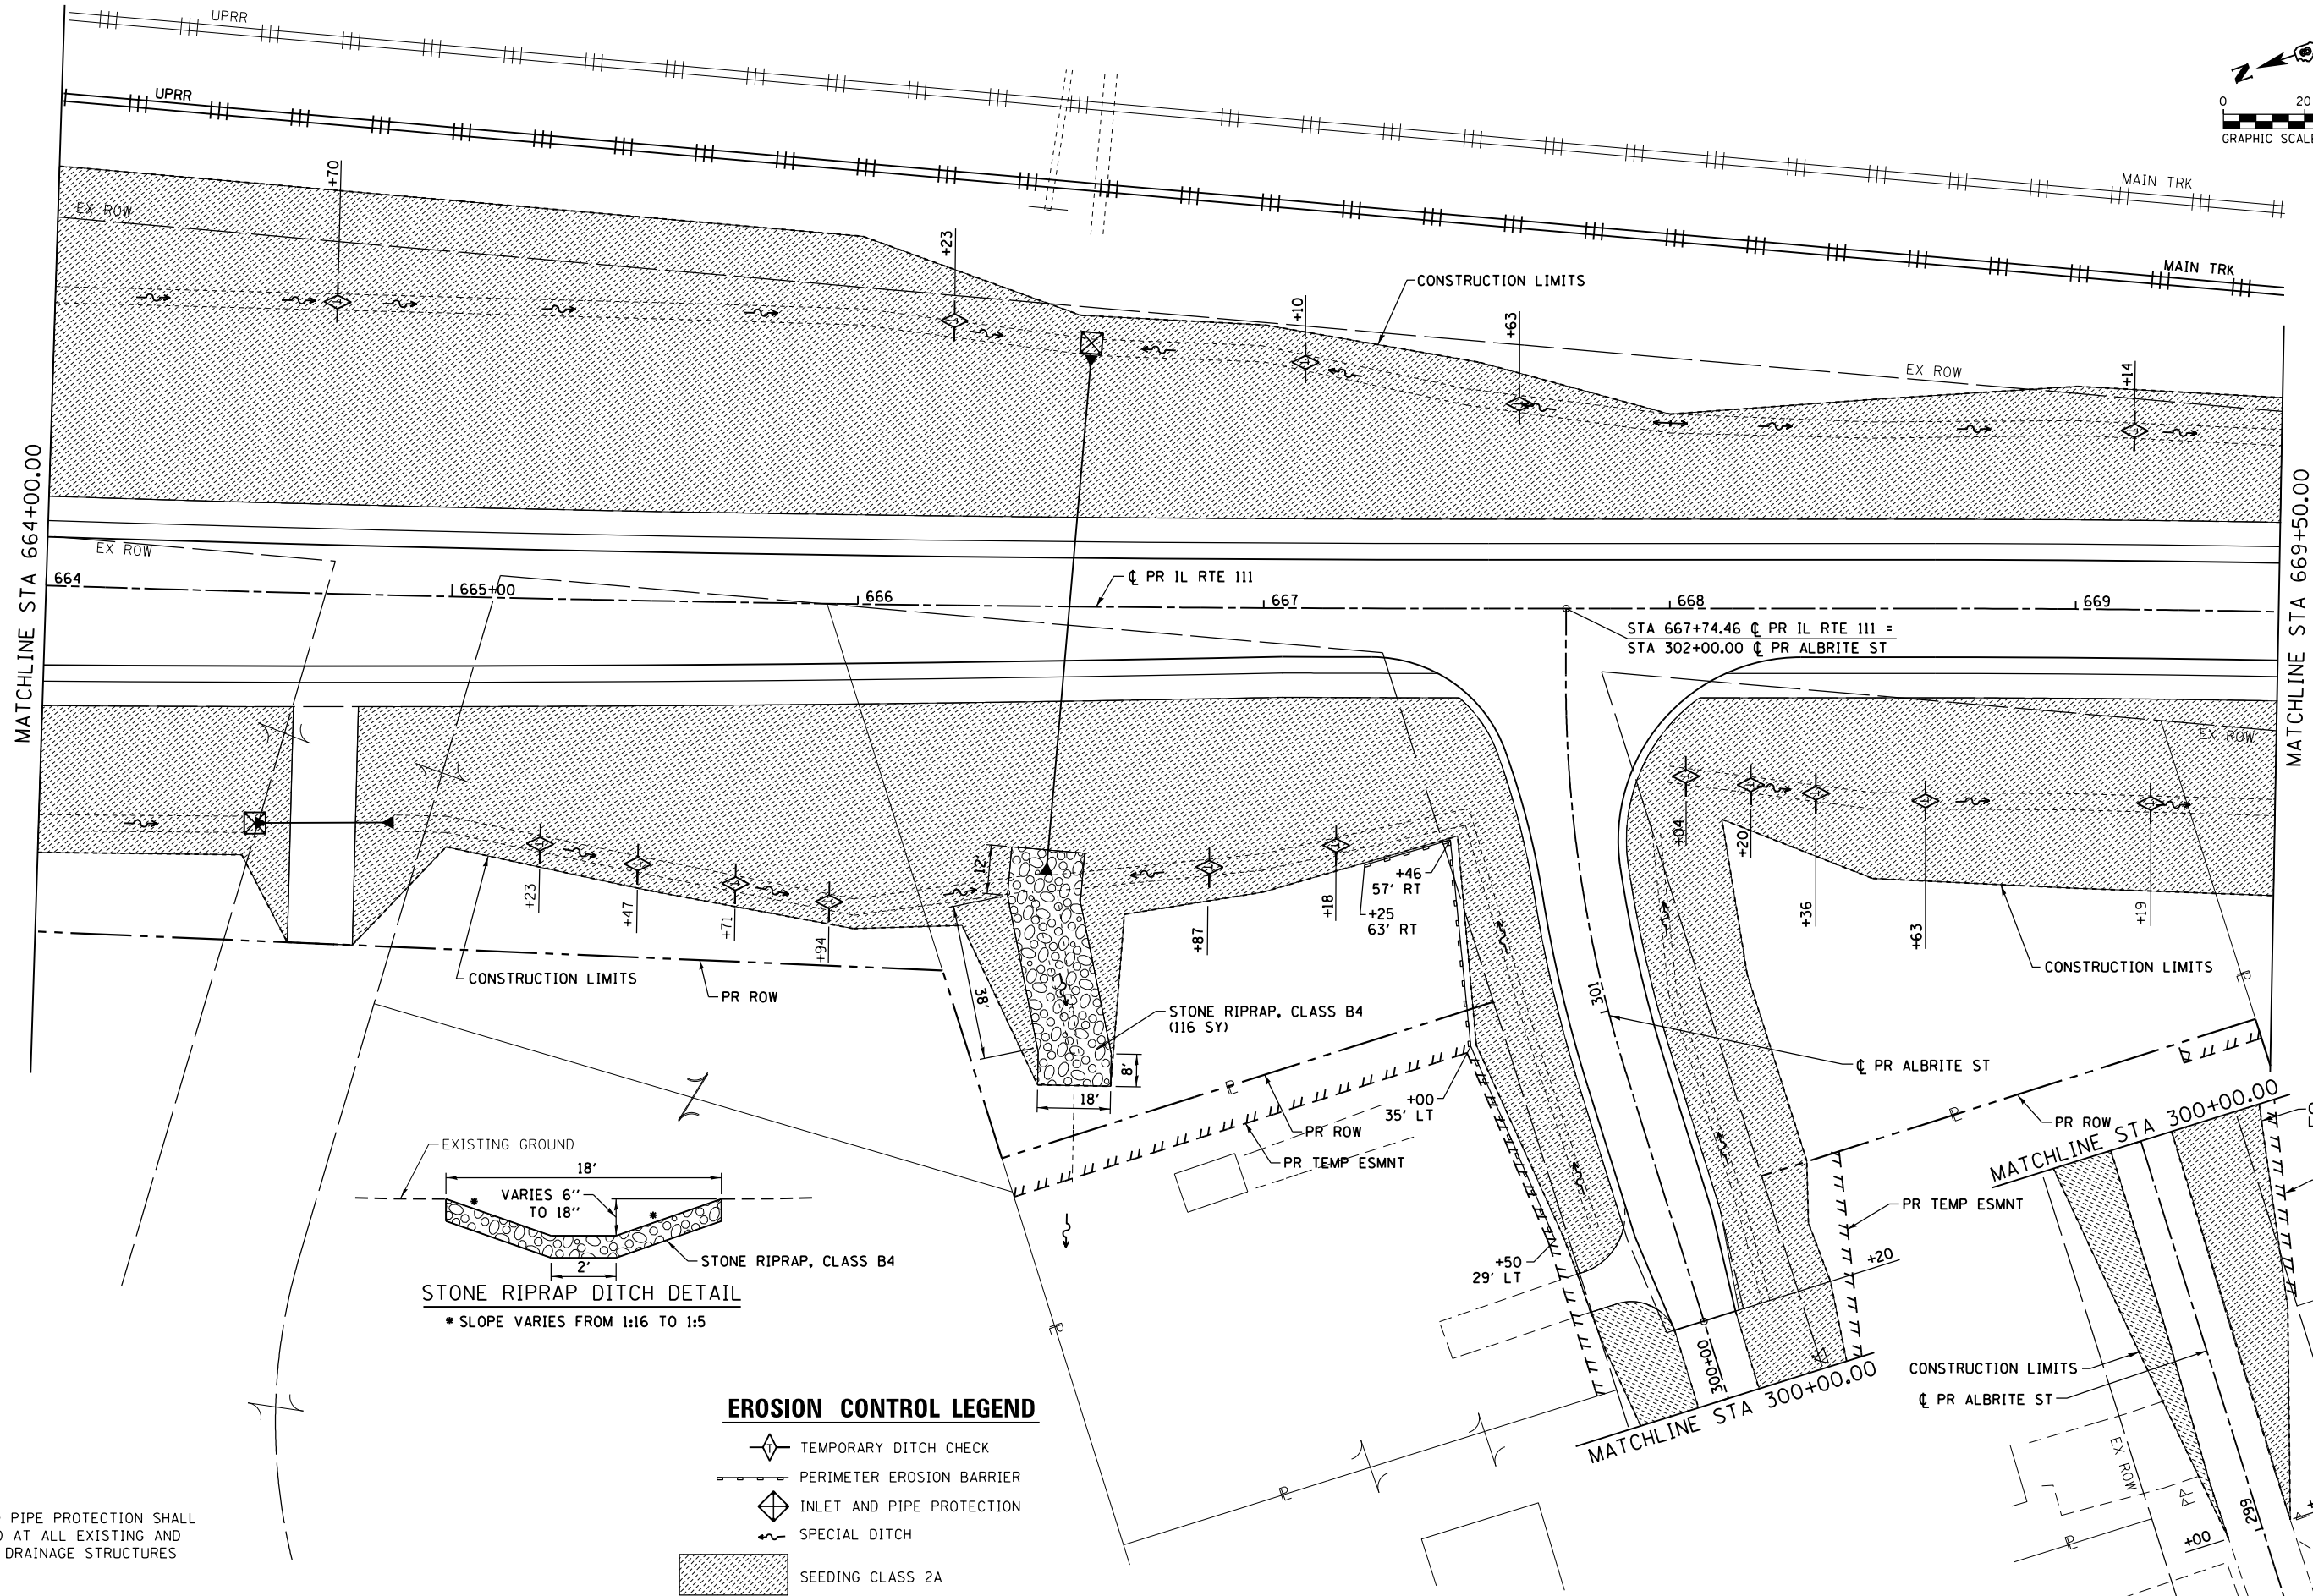 UPRR
UPRR
N
0 20
GRAPHIC SCALE
MAIN TRK
MAIN TRK
+70
EX ROW
+23
+10
CONSTRUCTION LIMITS
+63
EX ROW
+14
MATCHLINE STA 664+00.00
MATCHLINE STA 669+50.00
EX ROW
664
665+00
666
℄ PR IL RTE 111
667
668
669
STA 667+74.46 ℄ PR IL RTE 111 =
STA 302+00.00 ℄ PR ALBRITE ST
EX ROW
+23
+47
+71
+94
12'
38'
+87
+18
+46
57' RT
+25
63' RT
+04
+20
+36
+63
+19
CONSTRUCTION LIMITS
PR ROW
STONE RIPRAP, CLASS B4
(116 SY)
8'
18'
301
CONSTRUCTION LIMITS
℄ PR ALBRITE ST
+00
35' LT
PR ROW
PR TEMP ESMNT
PR ROW
MATCHLINE STA 300+00.00
PR TEMP ESMNT
+20
+50
29' LT
EXISTING GROUND
18'
VARIES 6''
TO 18''
2'
STONE RIPRAP, CLASS B4
STONE RIPRAP DITCH DETAIL
* SLOPE VARIES FROM 1:16 TO 1:5
300+00
MATCHLINE STA 300+00.00
CONSTRUCTION LIMITS
℄ PR ALBRITE ST
EX ROW
299
+00
EROSION CONTROL LEGEND
TEMPORARY DITCH CHECK
PERIMETER EROSION BARRIER
INLET AND PIPE PROTECTION
SPECIAL DITCH
SEEDING CLASS 2A
PIPE PROTECTION SHALL
AT ALL EXISTING AND
DRAINAGE STRUCTURES